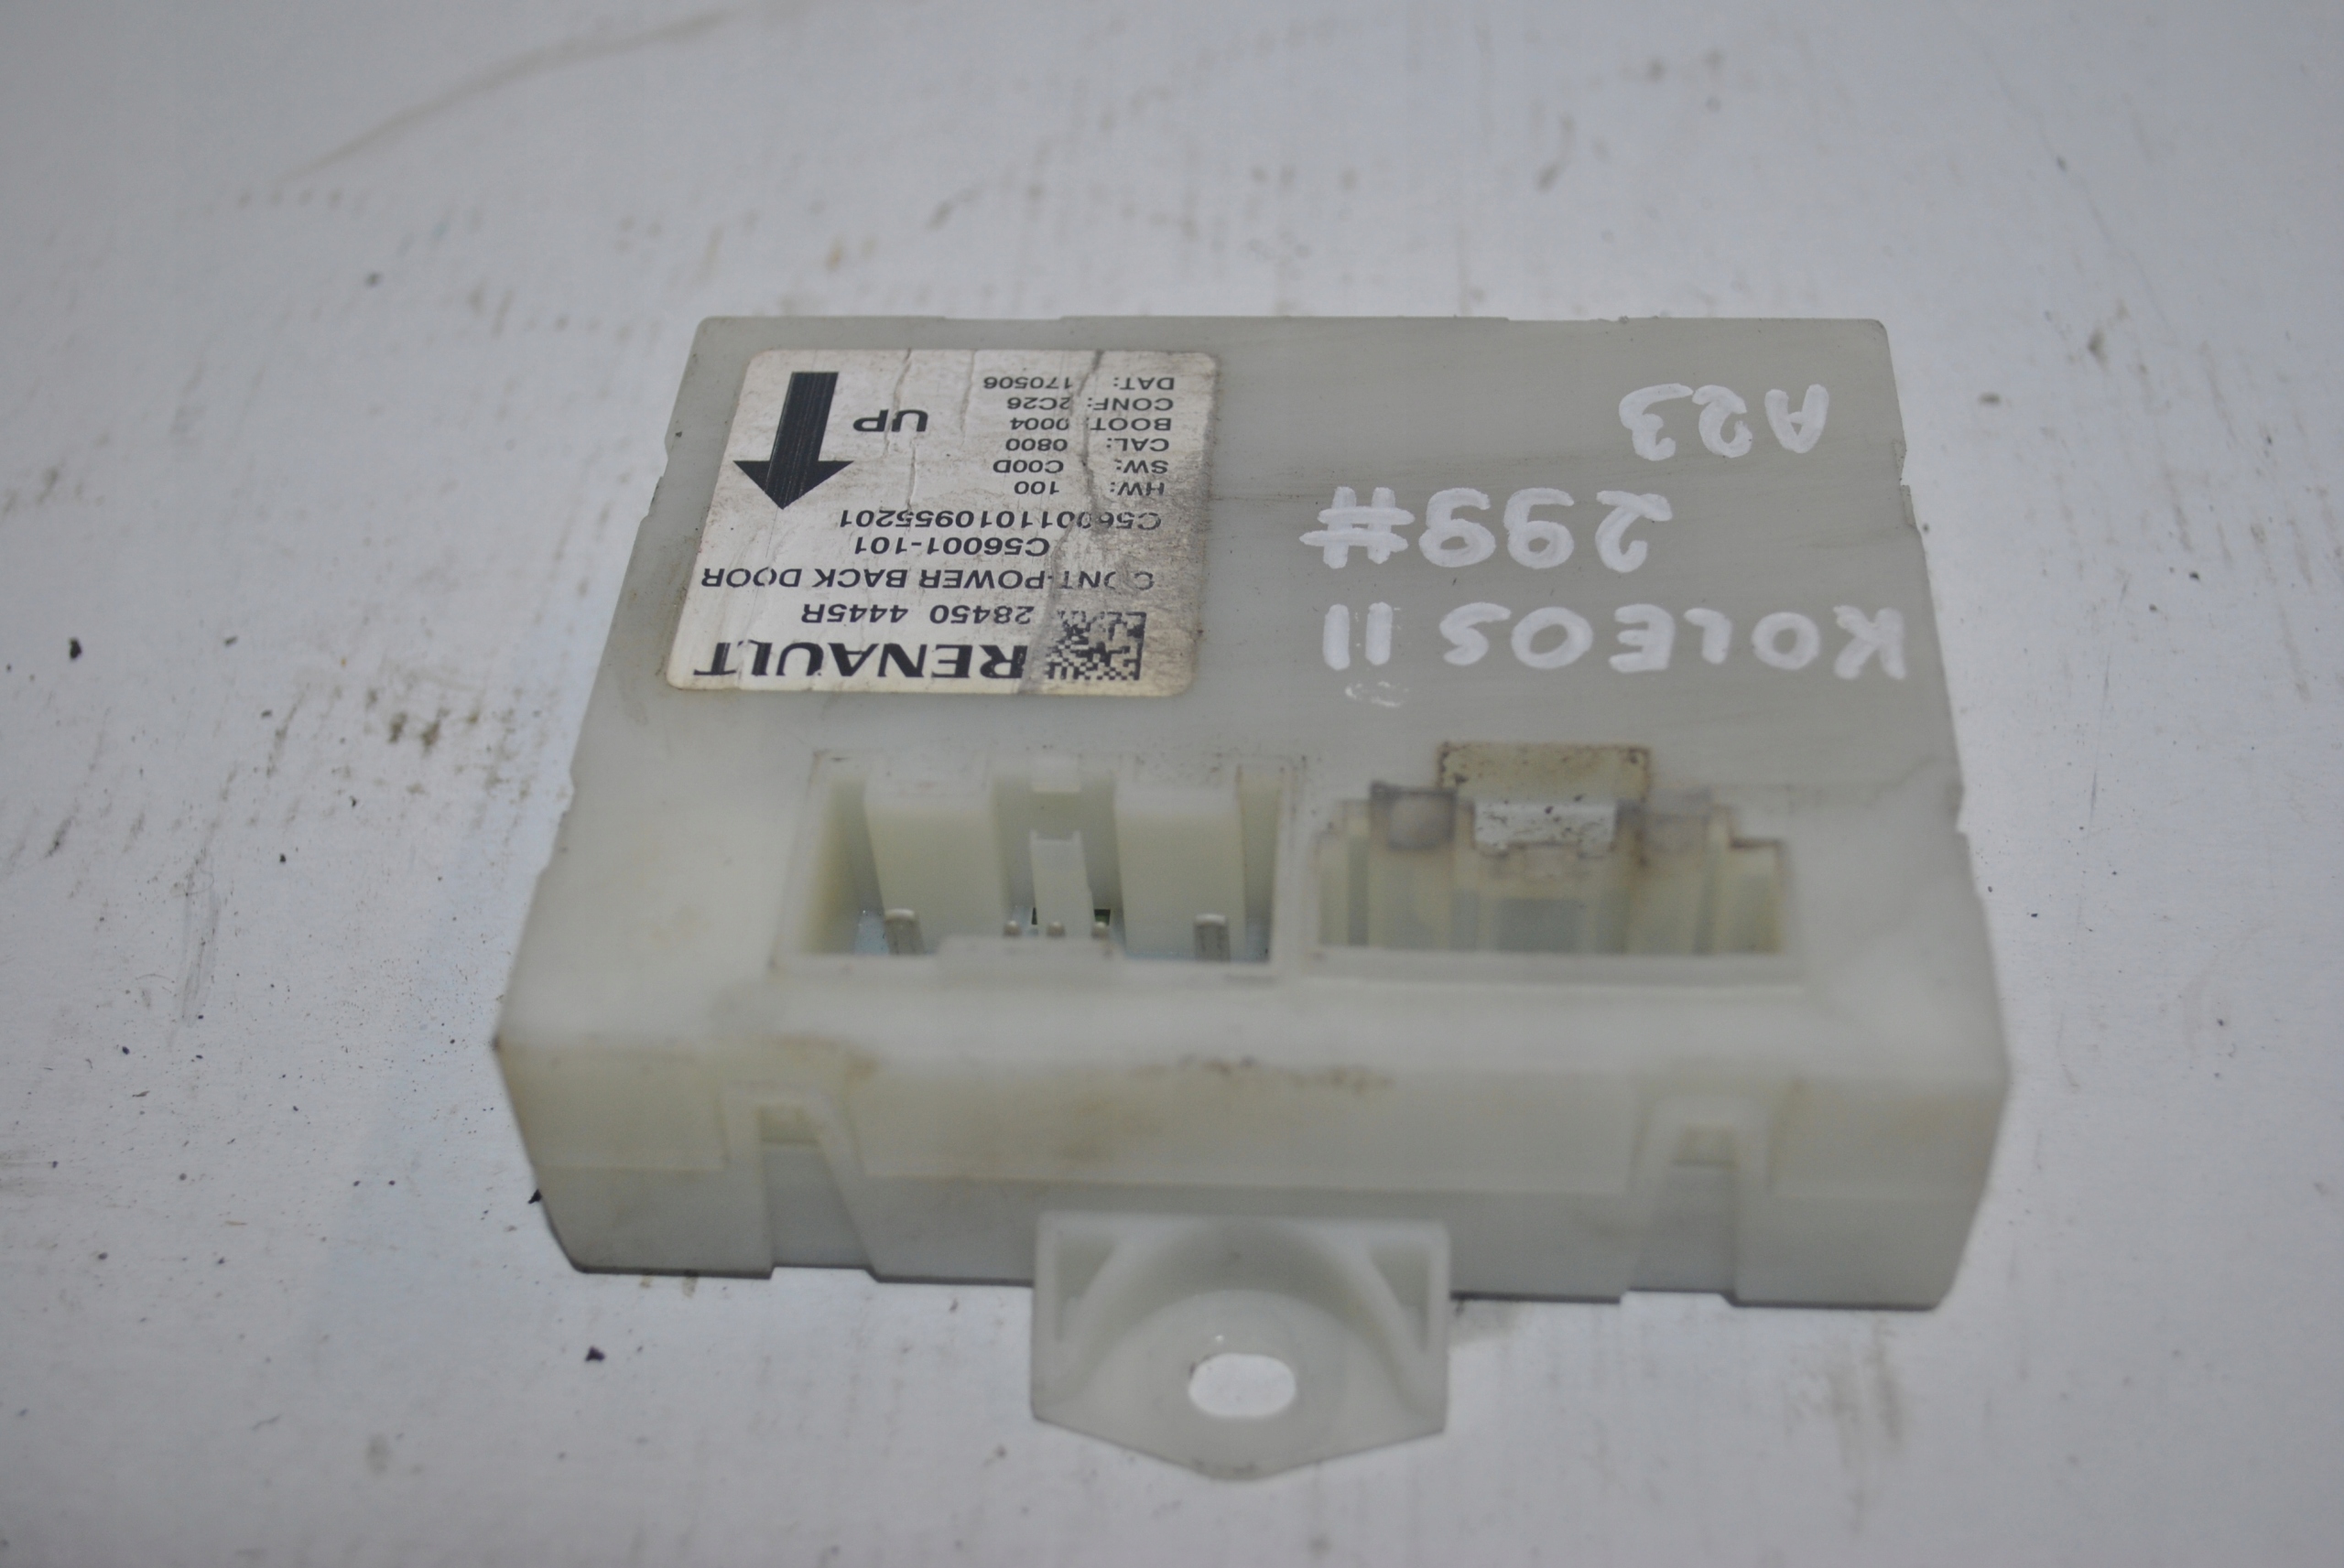 RENAULT
28450 4445R
CONT-POWER BACK DOOR
C56001-101
C560011010955201
HW: 100
SW: C00D
CAL: 0800
BOOT: 0004
CONF: 2C26
DAT: 170506
UP
KOLEOS II
299#
A23